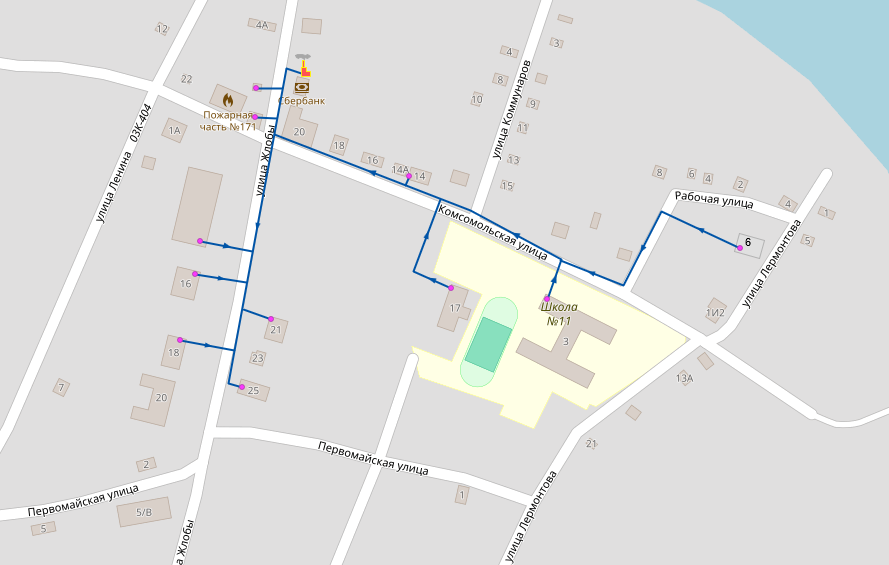 12
4А
3
4
22
8
10
9
11
Сбербанк
Пожарная
часть №171
1А
20
18
16
14А
14
13
15
улица Коммунаров
03К-404
улица Ленина
улица Жлобы
8
6
4
2
4
1
5
6
Рабочая улица
Комсомольская улица
улица Лермонтова
16
17
Школа
№11
3
1И2
21
18
23
25
7
20
13А
21
Первомайская улица
2
Первомайская улица
5
5/В
1
улица Лермонтова
а Жлобы